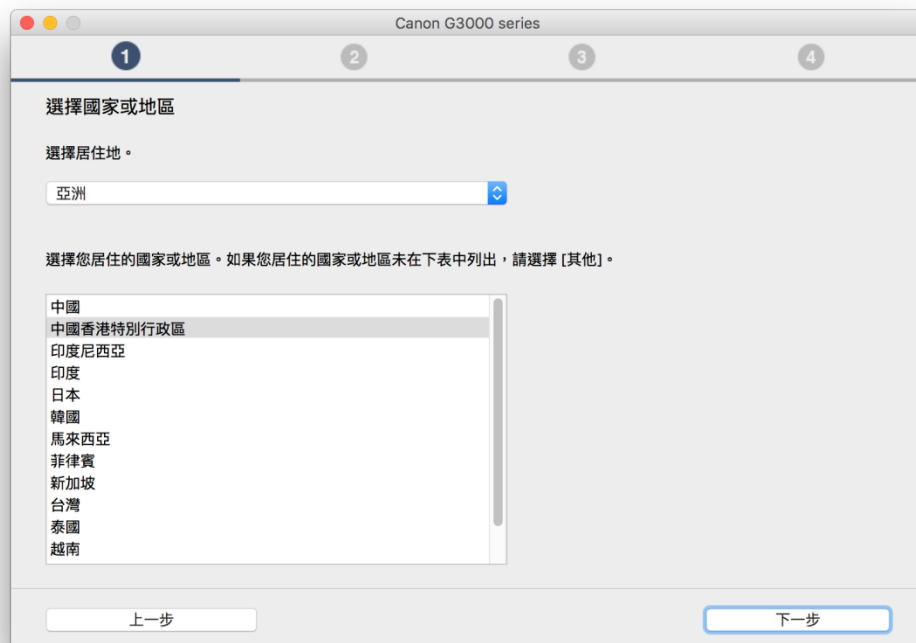 Canon G3000 series
1 2 3 4
選擇國家或地區
選擇居住地。
亞洲
選擇您居住的國家或地區。如果您居住的國家或地區未在下表中列出,請選擇 [其他]。
中國
中國香港特別行政區
印度尼西亞
印度
日本
韓國
馬來西亞
菲律賓
新加坡
台灣
泰國
越南
上一步 下一步